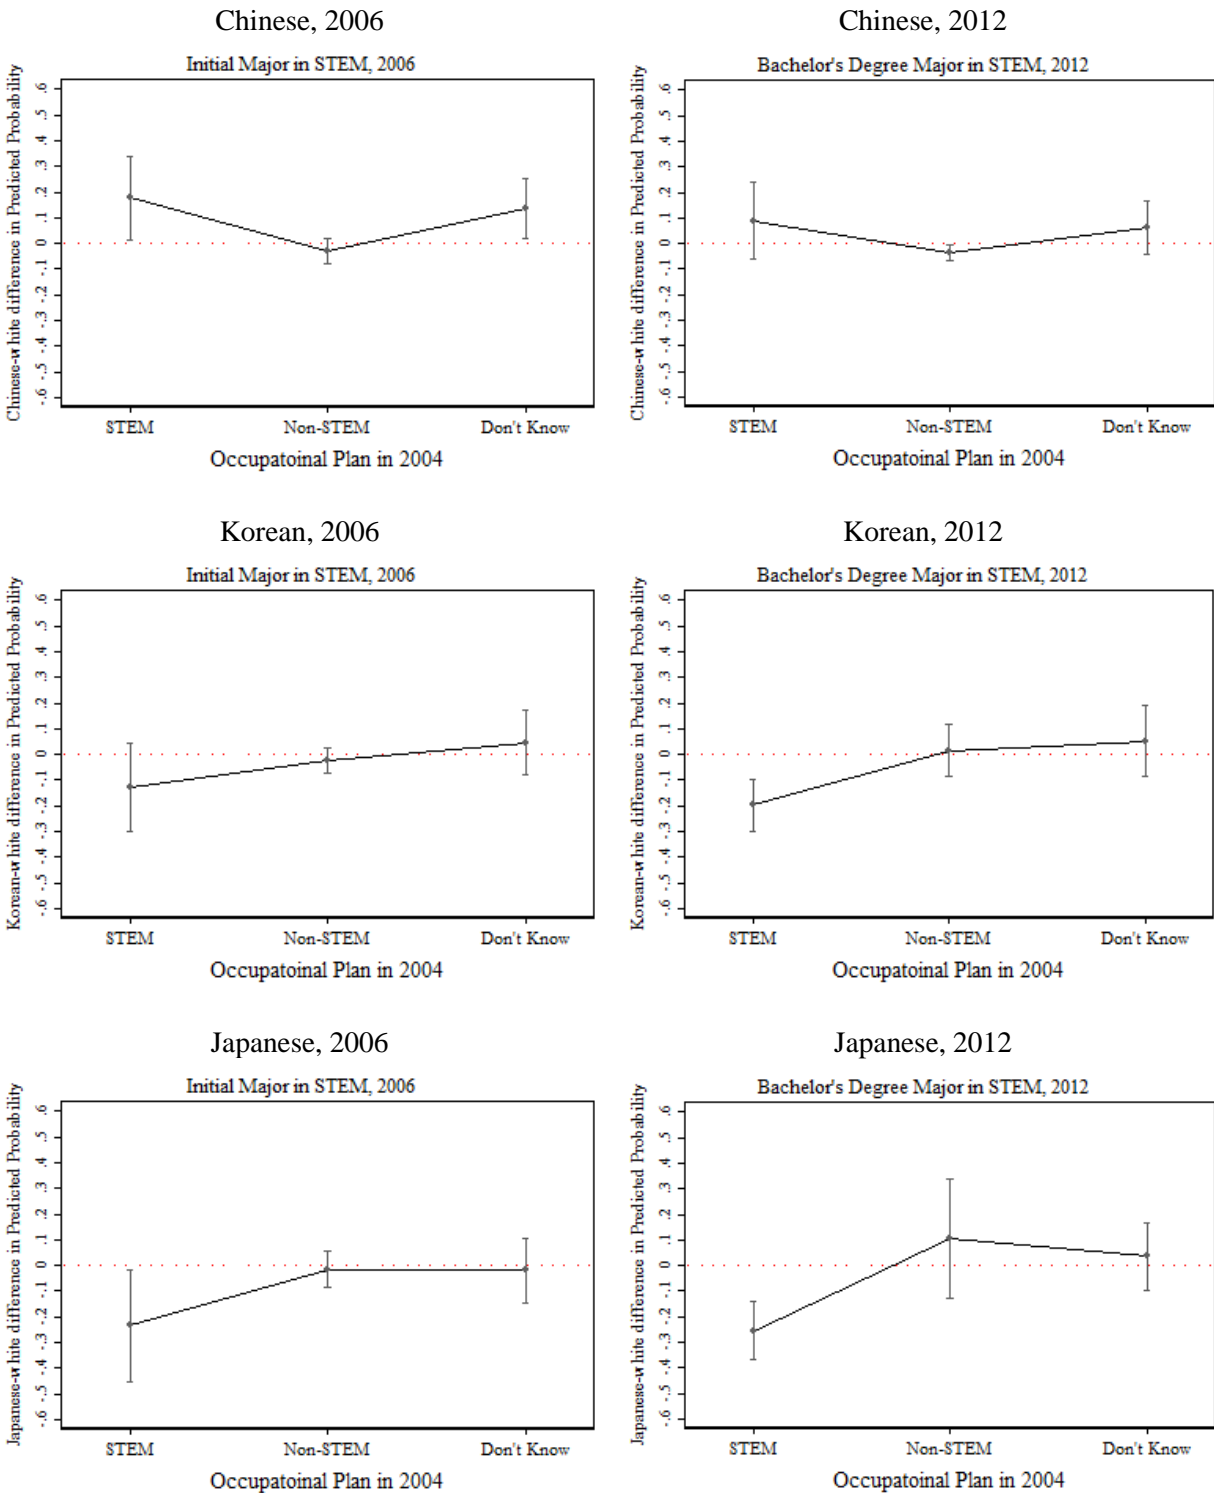 Chinese, 2006
Initial Major in STEM, 2006
Chinese-white difference in Predicted Probability
.6
.5
.4
.3
.2
.1
0
-.1
-.2
-.3
-.4
-.5
-.6
STEM Non-STEM Don't Know
Occupatoinal Plan in 2004
Chinese, 2012
Bachelor's Degree Major in STEM, 2012
Chinese-white difference in Predicted Probability
.6
.5
.4
.3
.2
.1
0
-.1
-.2
-.3
-.4
-.5
-.6
STEM Non-STEM Don't Know
Occupatoinal Plan in 2004
Korean, 2006
Initial Major in STEM, 2006
Korean-white difference in Predicted Probability
.6
.5
.4
.3
.2
.1
0
-.1
-.2
-.3
-.4
-.5
-.6
STEM Non-STEM Don't Know
Occupatoinal Plan in 2004
Korean, 2012
Bachelor's Degree Major in STEM, 2012
Korean-white difference in Predicted Probability
.6
.5
.4
.3
.2
.1
0
-.1
-.2
-.3
-.4
-.5
-.6
STEM Non-STEM Don't Know
Occupatoinal Plan in 2004
Japanese, 2006
Initial Major in STEM, 2006
Japanese-white difference in Predicted Probability
.6
.5
.4
.3
.2
.1
0
-.1
-.2
-.3
-.4
-.5
-.6
STEM Non-STEM Don't Know
Occupatoinal Plan in 2004
Japanese, 2012
Bachelor's Degree Major in STEM, 2012
Japanese-white difference in Predicted Probability
.6
.5
.4
.3
.2
.1
0
-.1
-.2
-.3
-.4
-.5
-.6
STEM Non-STEM Don't Know
Occupatoinal Plan in 2004